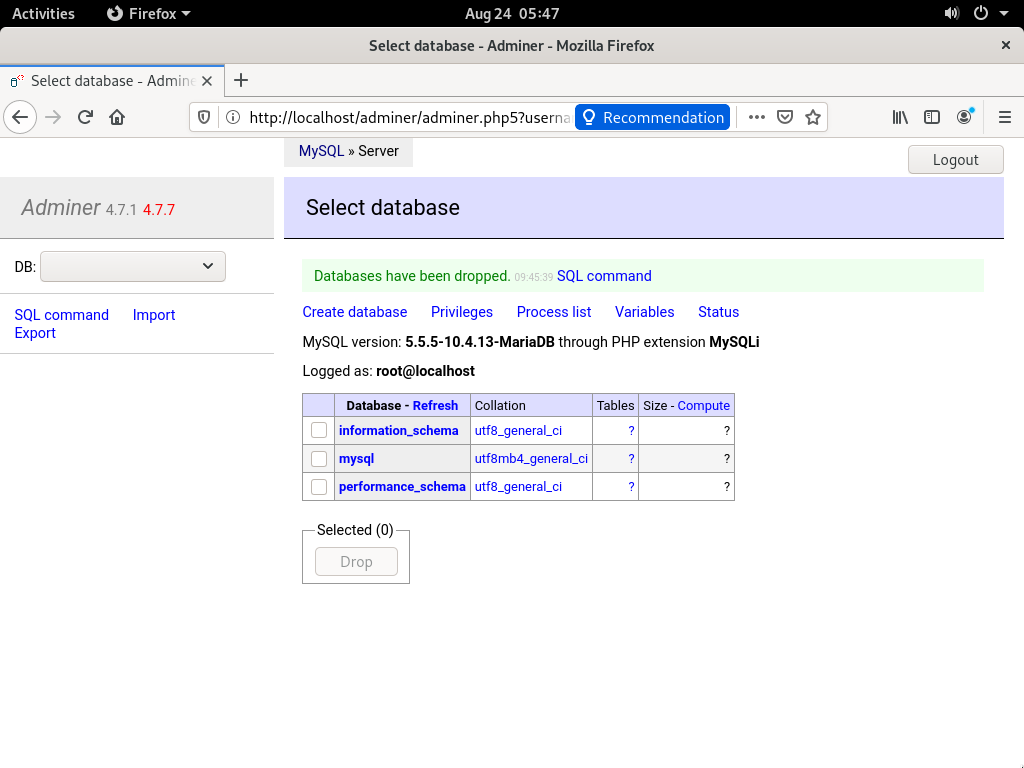 Activities Firefox Aug 24 05:47
Select database - Adminer - Mozilla Firefox
Select database - Admine
http://localhost/adminer/adminer.php5?userna Recommendation
MySQL » Server
Logout
Adminer 4.7.1 4.7.7
Select database
DB:
Databases have been dropped. 09:45:39 SQL command
SQL command Import
Export
Create database Privileges Process list Variables Status
MySQL version: 5.5.5-10.4.13-MariaDB through PHP extension MySQLi
Logged as: root@localhost
Database - Refresh Collation Tables Size - Compute
information_schema utf8_general_ci ? ?
mysql utf8mb4_general_ci ? ?
performance_schema utf8_general_ci ? ?
Selected (0)
Drop